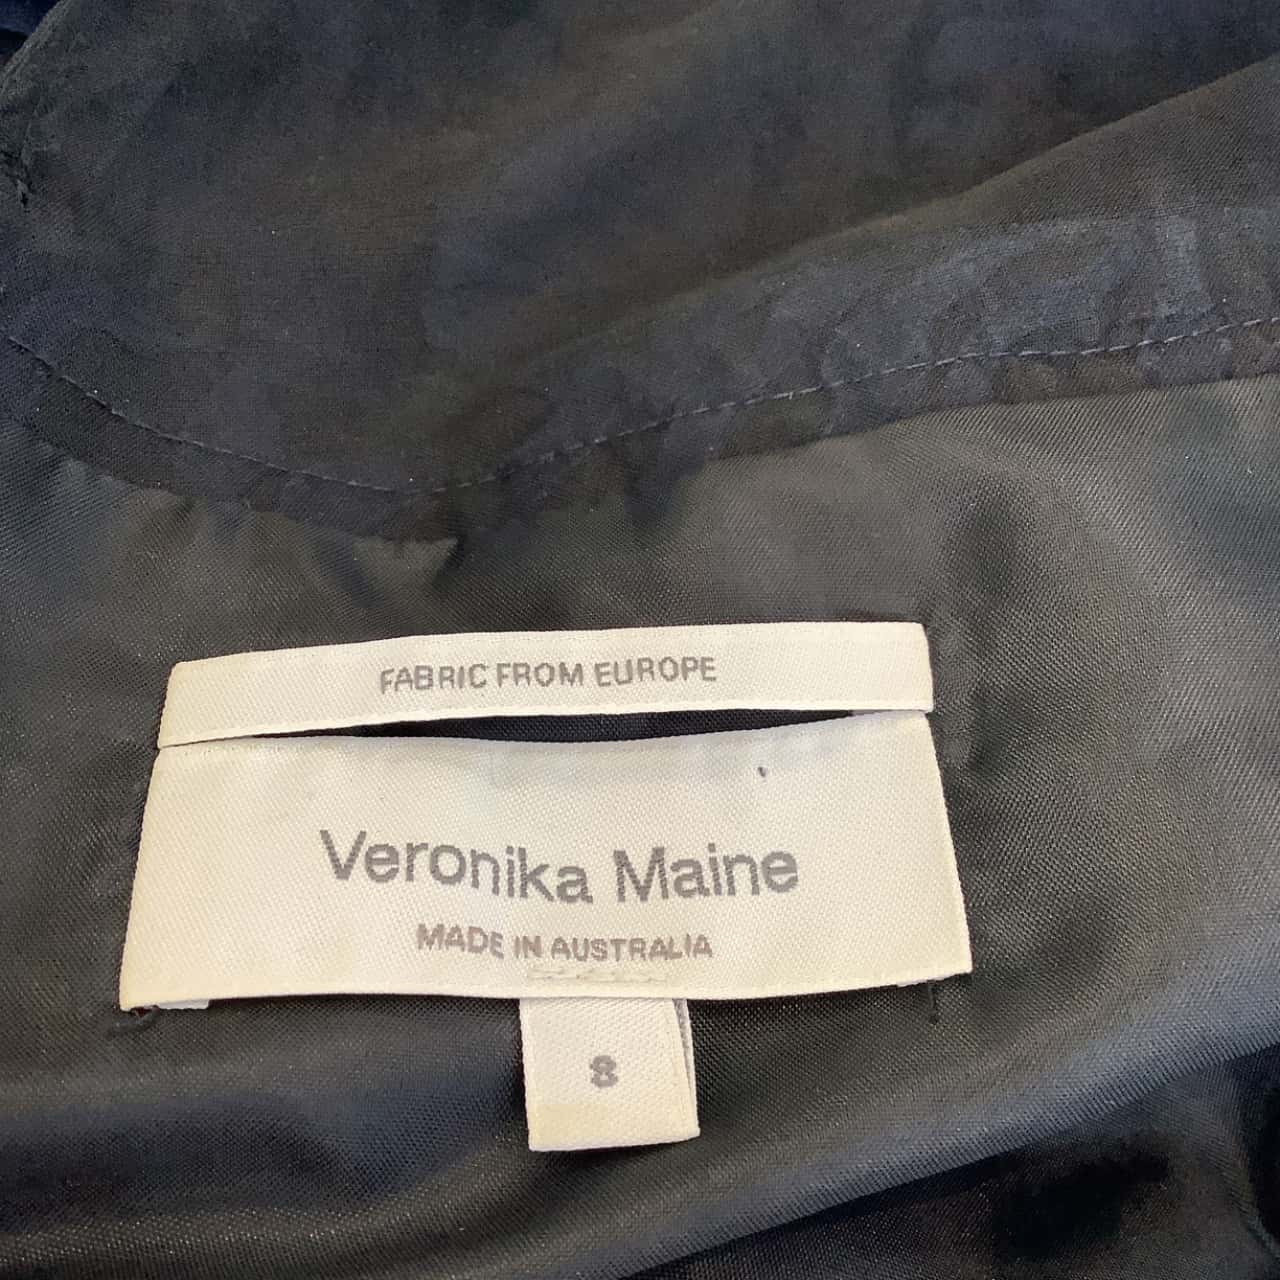 FABRIC FROM EUROPE
Veronika Maine
MADE IN AUSTRALIA
8